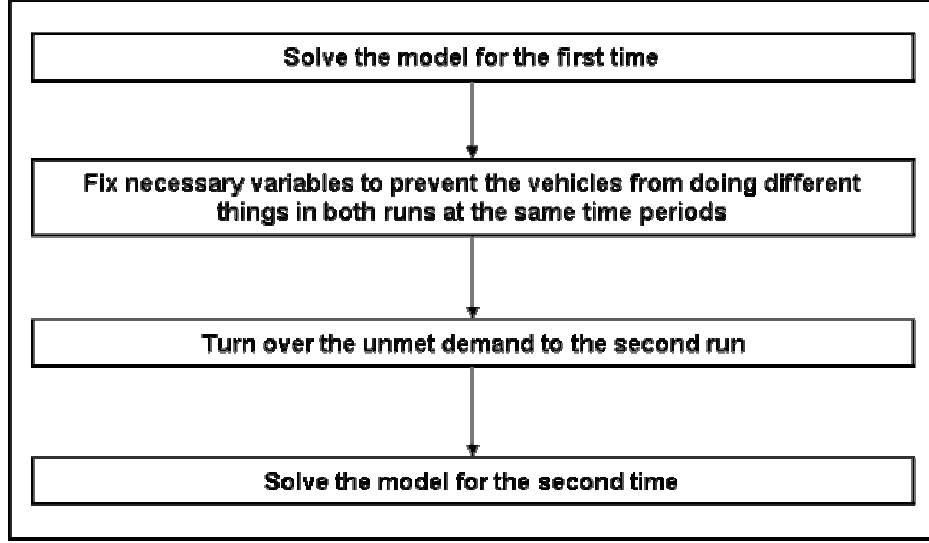 Solve the model for the first time
Fix necessary variables to prevent the vehicles from doing different
things in both runs at the same time periods
Turn over the unmet demand to the second run
Solve the model for the second time